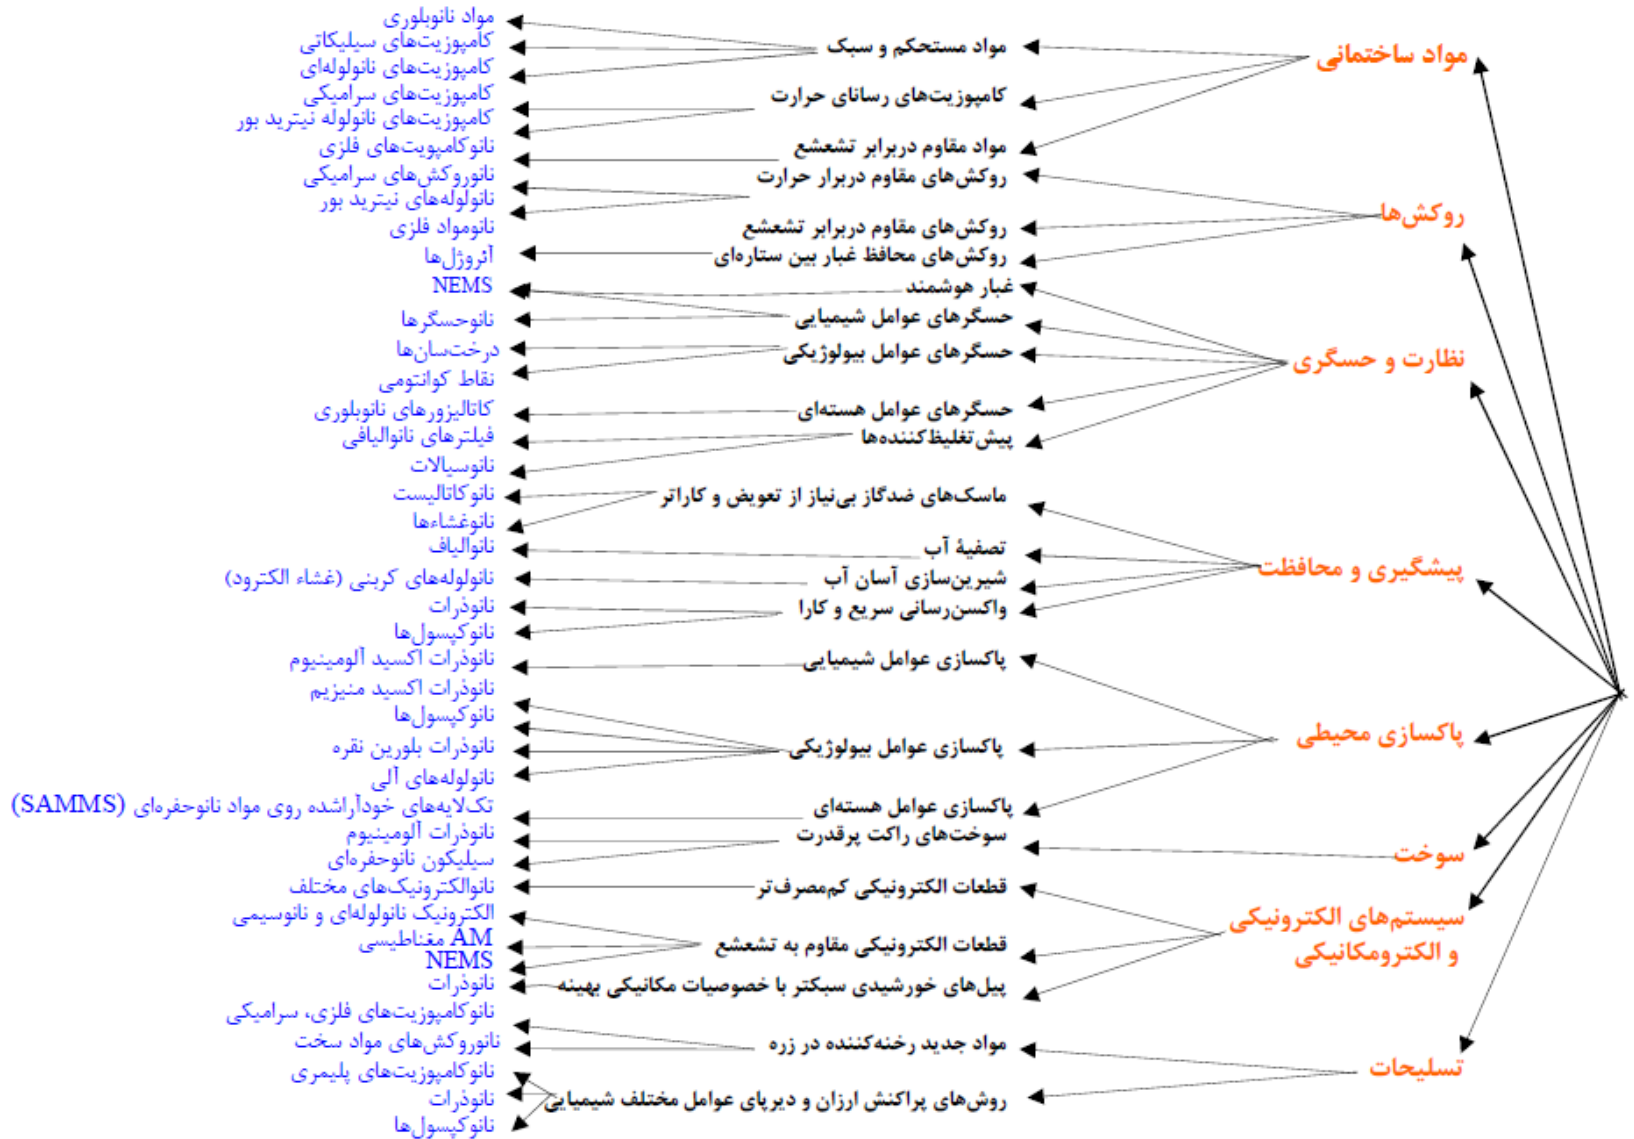 مواد ساختمانی
روکش‌ها
نظارت و حسگری
پیشگیری و محافظت
پاکسازی محیطی
سوخت
سیستم‌های الکترونیکی
و الکترومکانیکی
تسلیحات
مواد مستحکم و سبک
کامپوزیت‌های رسانای حرارت
مواد مقاوم دربرابر تشعشع
روکش‌های مقاوم دربرار حرارت
روکش‌های مقاوم دربرابر تشعشع
روکش‌های محافظ غبار بین ستاره‌ای
غبار هوشمند
حسگرهای عوامل شیمیایی
حسگرهای عوامل بیولوژیکی
حسگرهای عوامل هسته‌ای
پیش‌تغلیظ‌کننده‌ها
ماسک‌های ضدگاز بی‌نیاز از تعویض و کاراتر
تصفیهٔ آب
شیرین‌سازی آسان آب
واکسن‌رسانی سریع و کارا
پاکسازی عوامل شیمیایی
پاکسازی عوامل بیولوژیکی
پاکسازی عوامل هسته‌ای
سوخت‌های راکت پرقدرت
قطعات الکترونیکی کم‌مصرف‌تر
قطعات الکترونیکی مقاوم به تشعشع
پیل‌های خورشیدی سبکتر با خصوصیات مکانیکی بهینه
مواد جدید رخنه‌کننده در زره
روش‌های پراکنش ارزان و دیرپای عوامل مختلف شیمیایی
مواد نانوبلوری
کامپوزیت‌های سیلیکاتی
کامپوزیت‌های نانولوله‌ای
کامپوزیت‌های سرامیکی
کامپوزیت‌های نانولوله نیترید بور
نانوکامپویت‌های فلزی
نانوروکش‌های سرامیکی
نانولوله‌های نیترید بور
نانومواد فلزی
آئروژل‌ها
NEMS
نانوحسگرها
درخت‌سان‌ها
نقاط کوانتومی
کاتالیزورهای نانوبلوری
فیلترهای نانوالیافی
نانوسیالات
نانوکاتالیست
نانوغشاءها
نانوالیاف
نانولوله‌های کربنی (غشاء الکترود)
نانوذرات
نانوکپسول‌ها
نانوذرات اکسید آلومینیوم
نانوذرات اکسید منیزیم
نانوکپسول‌ها
نانوذرات بلورین نقره
نانولوله‌های آلی
تک‌لایه‌های خودآراشده روی مواد نانوحفره‌ای (SAMMS)
نانوذرات آلومینیوم
سیلیکون نانوحفره‌ای
نانوالکترونیک‌های مختلف
الکترونیک نانولوله‌ای و نانوسیمی
AM مغناطیسی
NEMS
نانوذرات
نانوکامپوزیت‌های فلزی، سرامیکی
نانوروکش‌های مواد سخت
نانوکامپوزیت‌های پلیمری
نانوذرات
نانوکپسول‌ها